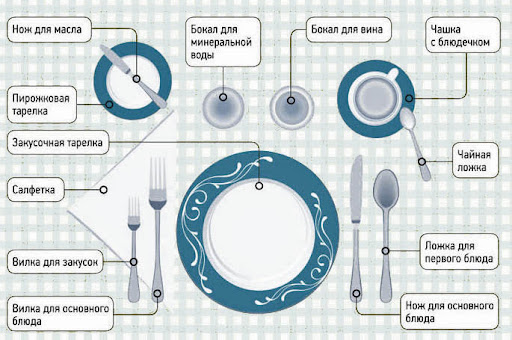 Нож для масла
Бокал для
минеральной
воды
Бокал для вина
Чашка
с блюдечком
Пирожковая
тарелка
Закусочная тарелка
Чайная
ложка
Салфетка
Вилка для закусок
Ложка для
первого блюда
Вилка для основного
блюда
Нож для основного
блюда